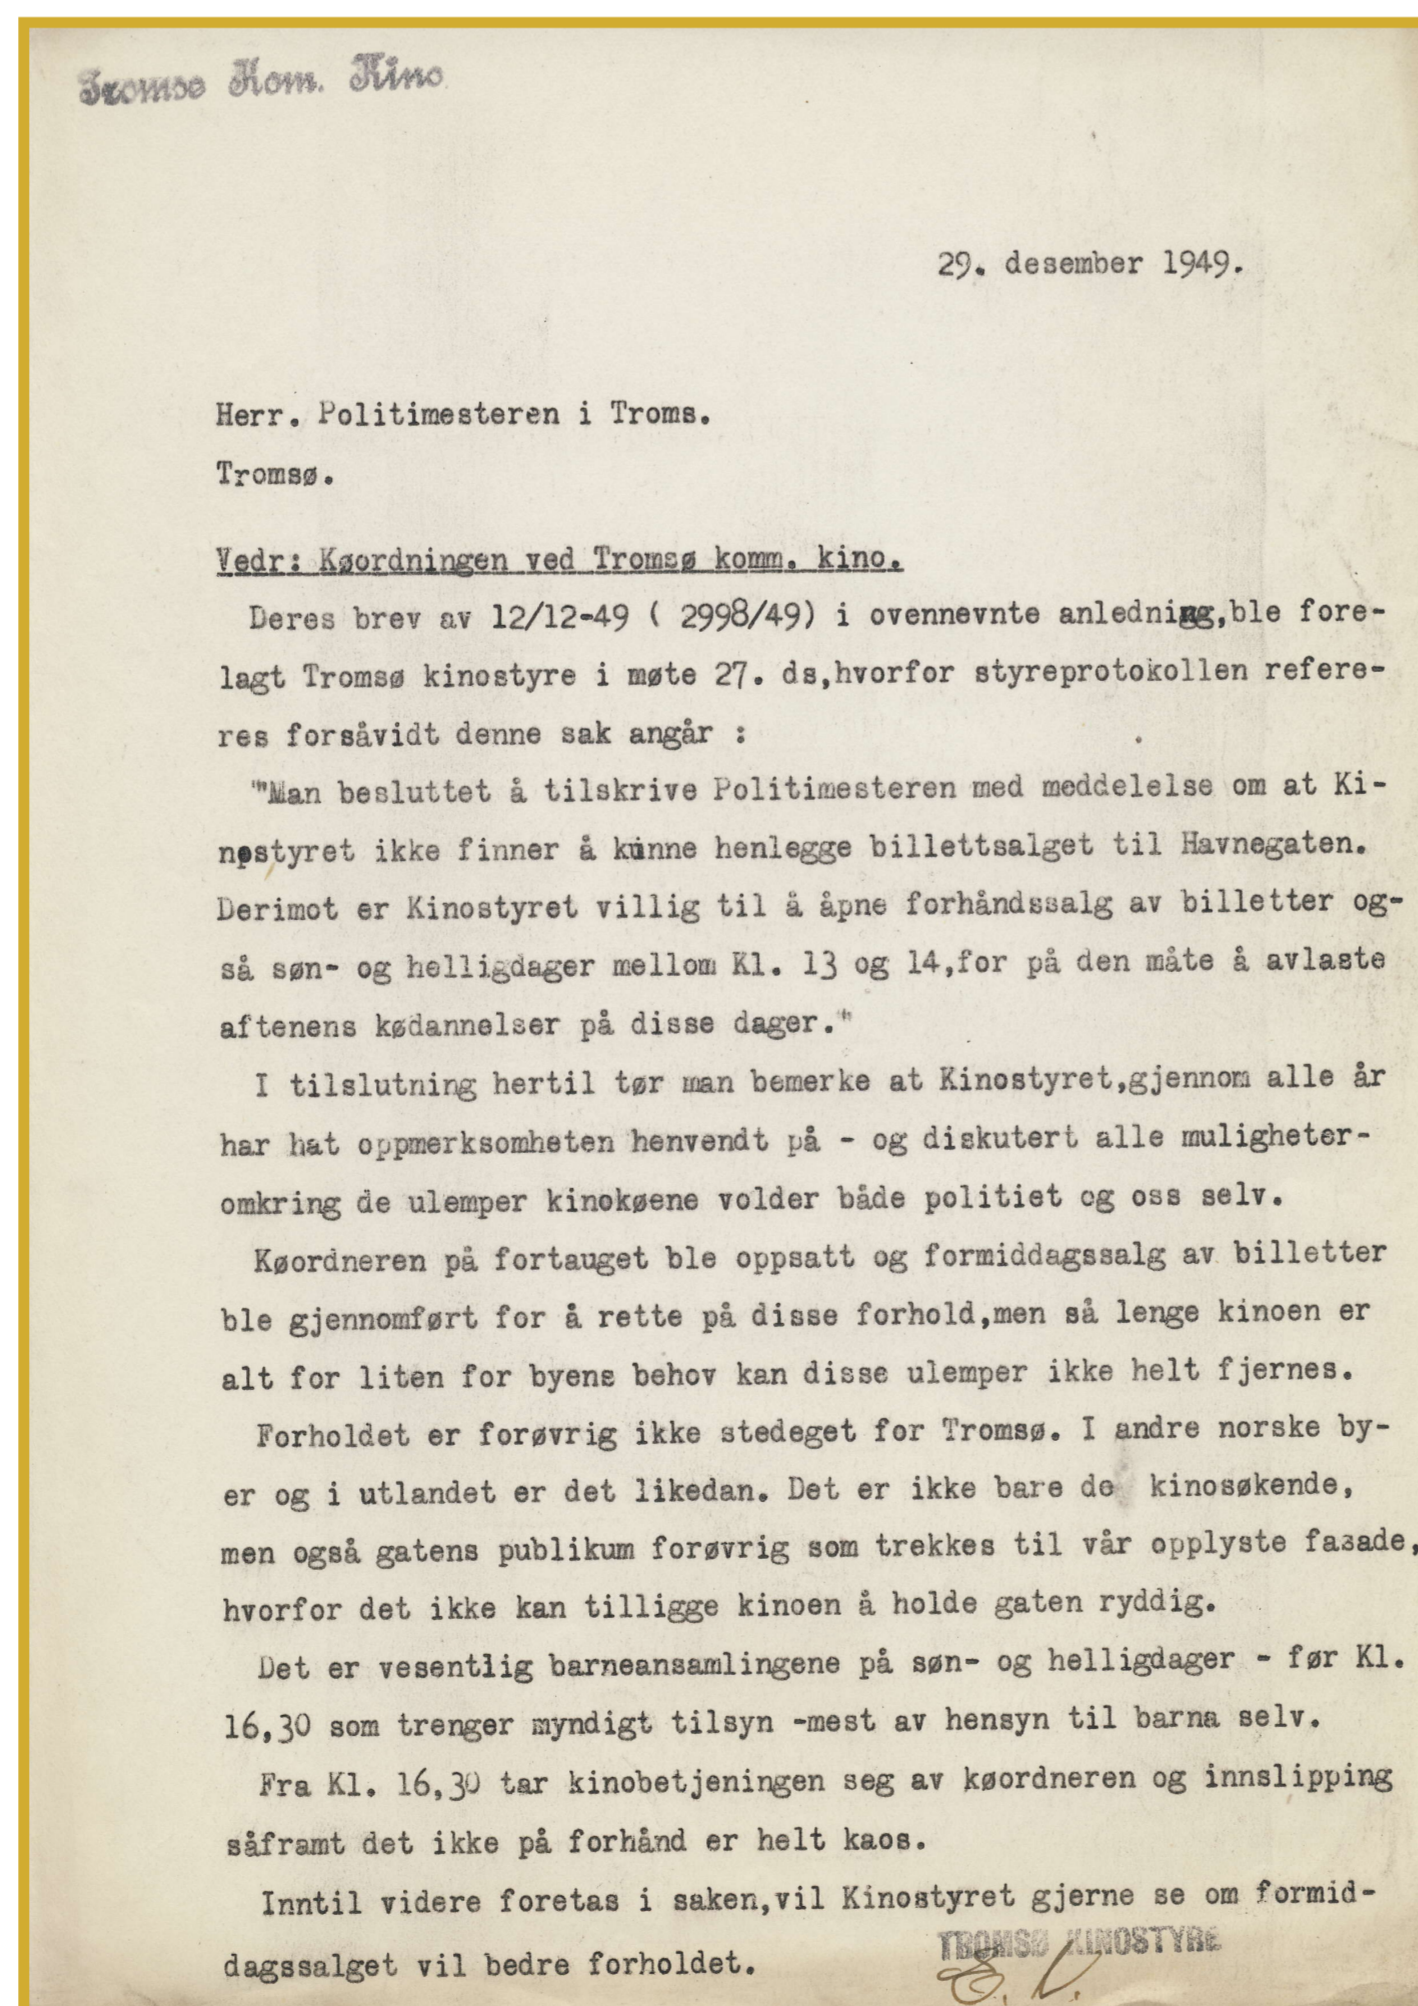 Tromsø Kom. Kino
29. desember 1949.
Herr. Politimesteren i Troms.
Tromsø.
Vedr: Køordningen ved Tromsø komm. kino.
Deres brev av 12/12-49 ( 2998/49) i ovennevnte anledning,ble fore-
lagt Tromsø kinostyre i møte 27. ds,hvorfor styreprotokollen refere-
res forsåvidt denne sak angår :
"Man besluttet å tilskrive Politimesteren med meddelelse om at Ki-
nostyret ikke finner å kunne henlegge billettsalget til Havnegaten.
Derimot er Kinostyret villig til å åpne forhåndssalg av billetter og-
så søn- og helligdager mellom Kl. 13 og 14,for på den måte å avlaste
aftenens kødannelser på disse dager."
I tilslutning hertil tør man bemerke at Kinostyret,gjennom alle år
har hat oppmerksomheten henvendt på - og diskutert alle muligheter-
omkring de ulemper kinokøene volder både politiet og oss selv.
Køordneren på fortauget ble oppsatt og formiddagssalg av billetter
ble gjennomført for å rette på disse forhold,men så lenge kinoen er
alt for liten for byens behov kan disse ulemper ikke helt fjernes.
Forholdet er forøvrig ikke stedeget for Tromsø. I andre norske by-
er og i utlandet er det likedan. Det er ikke bare de kinosøkende,
men også gatens publikum forøvrig som trekkes til vår opplyste fasade,
hvorfor det ikke kan tilligge kinoen å holde gaten ryddig.
Det er vesentlig barneansamlingene på søn- og helligdager - før Kl.
16,30 som trenger myndigt tilsyn -mest av hensyn til barna selv.
Fra Kl. 16,30 tar kinobetjeningen seg av køordneren og innslipping
såframt det ikke på forhånd er helt kaos.
Inntil videre foretas i saken,vil Kinostyret gjerne se om formid-
dagssalget vil bedre forholdet.
TROMSØ KINOSTYRE
E. V.